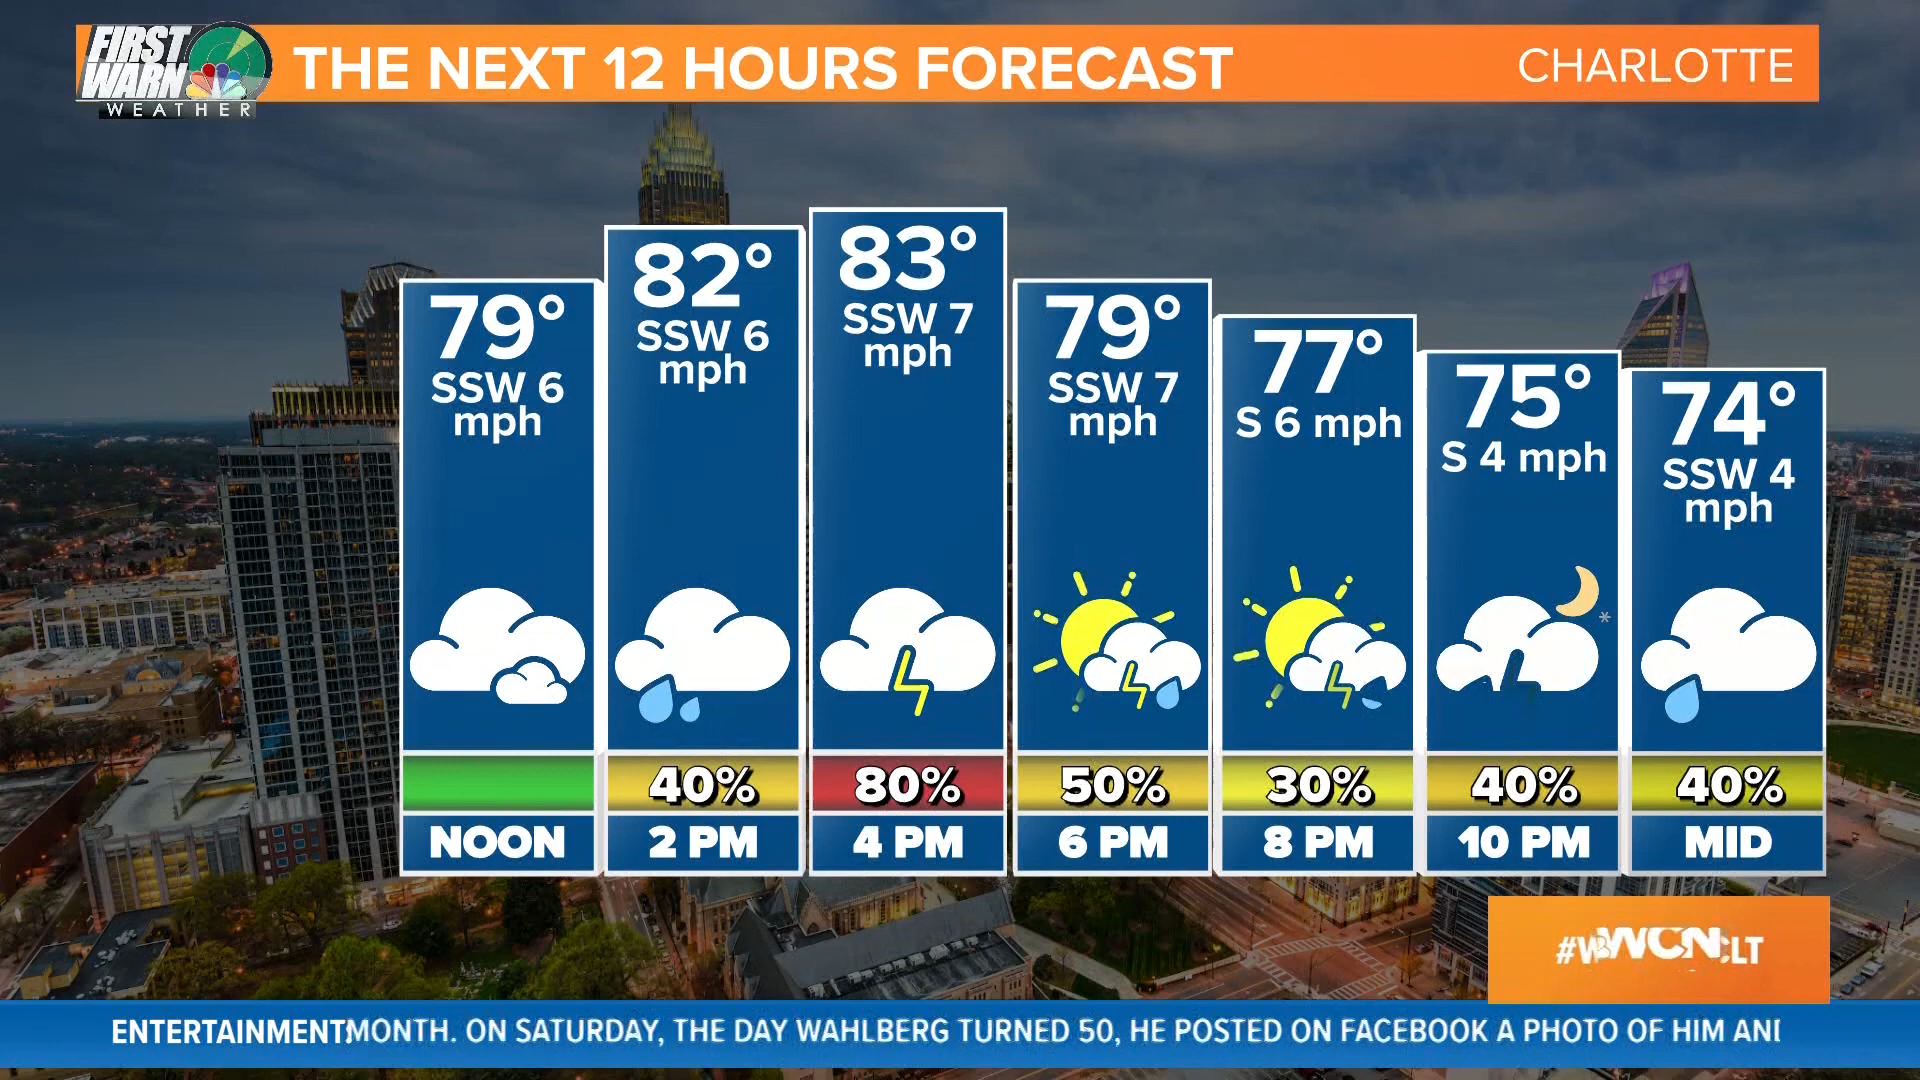 FIRST
WARN
WEATHER
THE NEXT 12 HOURS FORECAST
CHARLOTTE
79°
SSW 6
mph
NOON
82°
SSW 6
mph
40%
2 PM
83°
SSW 7
mph
80%
4 PM
79°
SSW 7
mph
50%
6 PM
77°
S 6 mph
30%
8 PM
75°
S 4 mph
40%
10 PM
74°
SSW 4
mph
40%
MID
ENTERTAINMENT: MONTH. ON SATURDAY, THE DAY WAHLBERG TURNED 50, HE POSTED ON FACEBOOK A PHOTO OF HIM